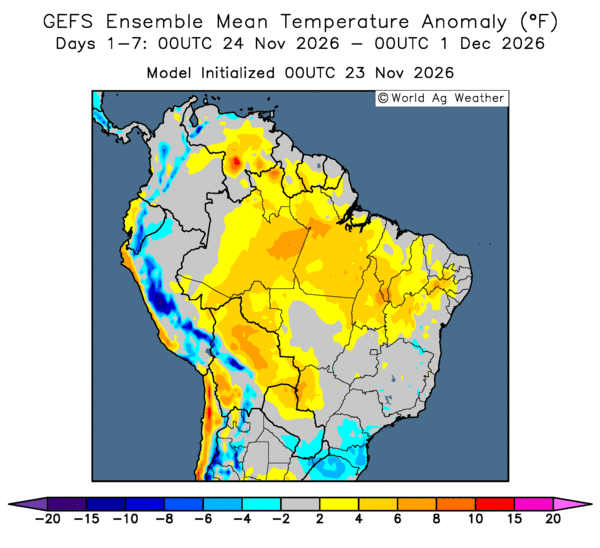 GEFS Ensemble Mean Temperature Anomaly (°F)
Days 1−7: 00UTC 24 Nov 2026 − 00UTC 1 Dec 2026
Model Initialized 00UTC 23 Nov 2026
© World Ag Weather
−20 −15 −10 −8 −6 −4 −2 2 4 6 8 10 15 20